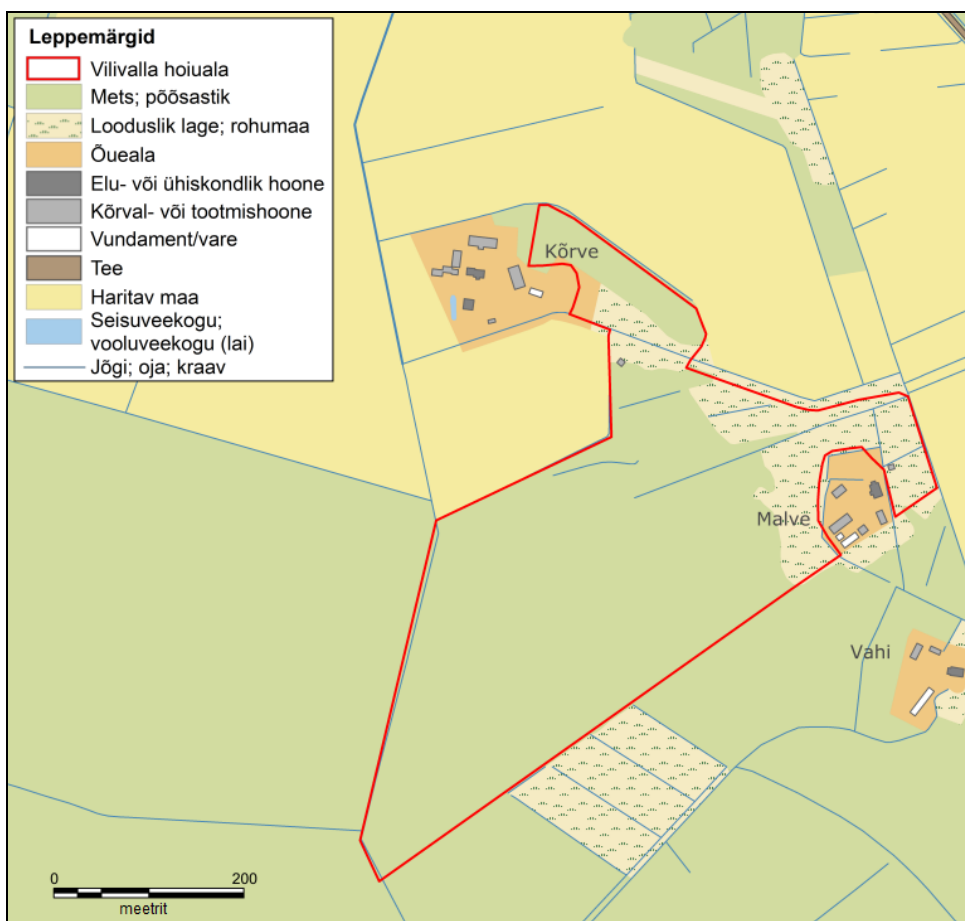 Leppemärgid
Vilivalla hoiuala
Mets; põõsastik
Looduslik lage; rohumaa
Õueala
Elu- või ühiskondlik hoone
Kõrval- või tootmishoone
Vundament/vare
Tee
Haritav maa
Seisuveekogu;
vooluveekogu (lai)
Jõgi; oja; kraav
Kõrve
Malve
Vahi
0 200
meetrit